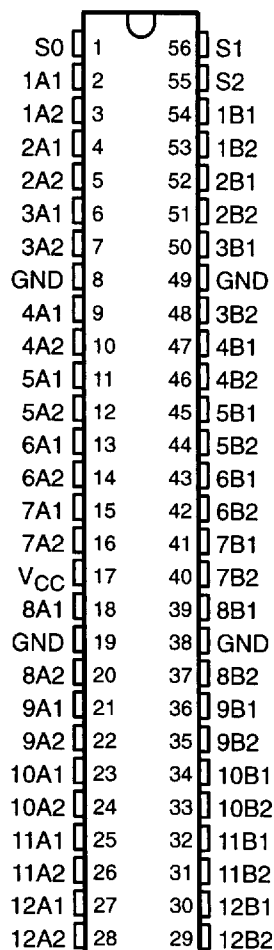 S0 1 56 S1
1A1 2 55 S2
1A2 3 54 1B1
2A1 4 53 1B2
2A2 5 52 2B1
3A1 6 51 2B2
3A2 7 50 3B1
GND 8 49 GND
4A1 9 48 3B2
4A2 10 47 4B1
5A1 11 46 4B2
5A2 12 45 5B1
6A1 13 44 5B2
6A2 14 43 6B1
7A1 15 42 6B2
7A2 16 41 7B1
VCC 17 40 7B2
8A1 18 39 8B1
GND 19 38 GND
8A2 20 37 8B2
9A1 21 36 9B1
9A2 22 35 9B2
10A1 23 34 10B1
10A2 24 33 10B2
11A1 25 32 11B1
11A2 26 31 11B2
12A1 27 30 12B1
12A2 28 29 12B2